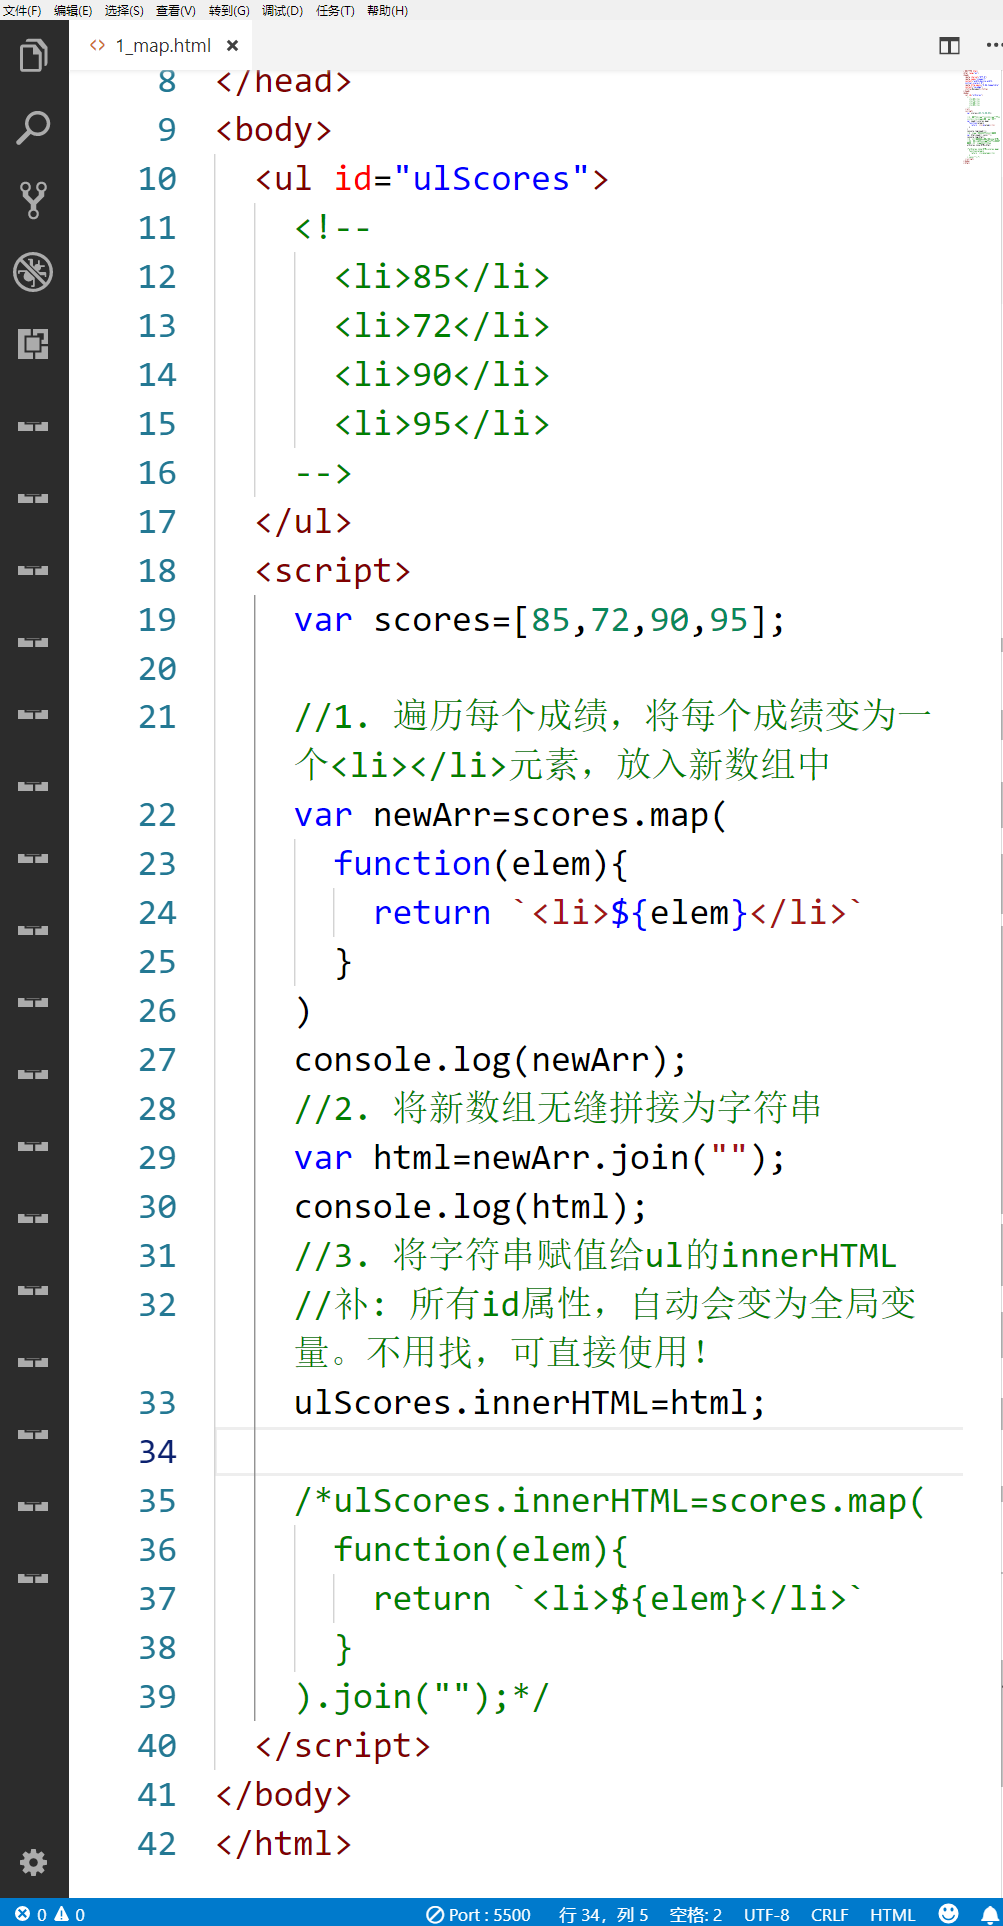 文件(F) 编辑(E) 选择(S) 查看(V) 转到(G) 调试(D) 任务(T) 帮助(H)
<> 1_map.html ×
8 </head>
9 <body>
10 <ul id="ulScores">
11 <!--
12 <li>85</li>
13 <li>72</li>
14 <li>90</li>
15 <li>95</li>
16 -->
17 </ul>
18 <script>
19 var scores=[85,72,90,95];
20
21 //1. 遍历每个成绩，将每个成绩变为一
个<li></li>元素，放入新数组中
22 var newArr=scores.map(
23 function(elem){
24 return `<li>${elem}</li>`
25 }
26 )
27 console.log(newArr);
28 //2. 将新数组无缝拼接为字符串
29 var html=newArr.join("");
30 console.log(html);
31 //3. 将字符串赋值给ul的innerHTML
32 //补: 所有id属性，自动会变为全局变
量。不用找，可直接使用！
33 ulScores.innerHTML=html;
34
35 /*ulScores.innerHTML=scores.map(
36 function(elem){
37 return `<li>${elem}</li>`
38 }
39 ).join("");*/
40 </script>
41 </body>
42 </html>
0 0 Port : 5500 行 34，列 5 空格: 2 UTF-8 CRLF HTML